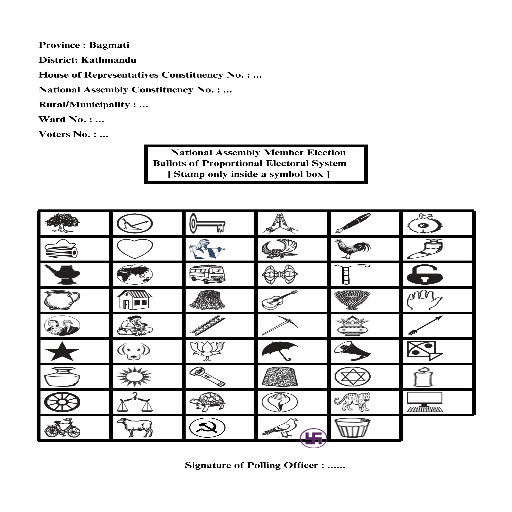 Province : Bagmati
District: Kathmandu
House of Representatives Constituency No. : ...
National Assembly Constituency No. : ...
Rural/Municipality : ...
Ward No. : ...
Voters No. : ...
National Assembly Member Election
Ballots of Proportional Electoral System
[ Stamp only inside a symbol box ]
Signature of Polling Officer : ......